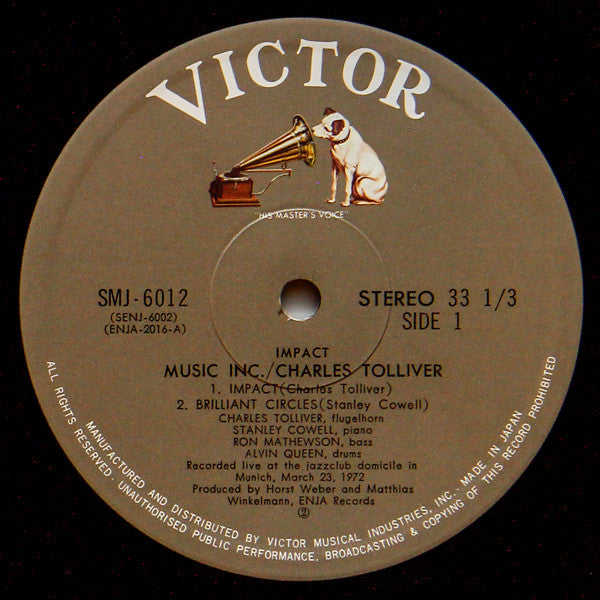 VICTOR
"HIS MASTER'S VOICE"
SMJ-6012
(SENJ-6002)
(ENJA-2016-A)
STEREO 33 1/3
SIDE 1
IMPACT
MUSIC INC./CHARLES TOLLIVER
1. IMPACT(Charles Tolliver)
2. BRILLIANT CIRCLES(Stanley Cowell)
CHARLES TOLLIVER, flugelhorn
STANLEY COWELL, piano
RON MATHEWSON, bass
ALVIN QUEEN, drums
Recorded live at the jazzclub domicile in
Munich, March 23, 1972
Produced by Horst Weber and Matthias
Winkelmann, ENJA Records
②
MANUFACTURED AND DISTRIBUTED BY VICTOR MUSICAL INDUSTRIES, INC.: MADE IN JAPAN
ALL RIGHTS RESERVED. UNAUTHORISED PUBLIC PERFORMANCE, BROADCASTING & COPYING OF THIS RECORD PROHIBITED